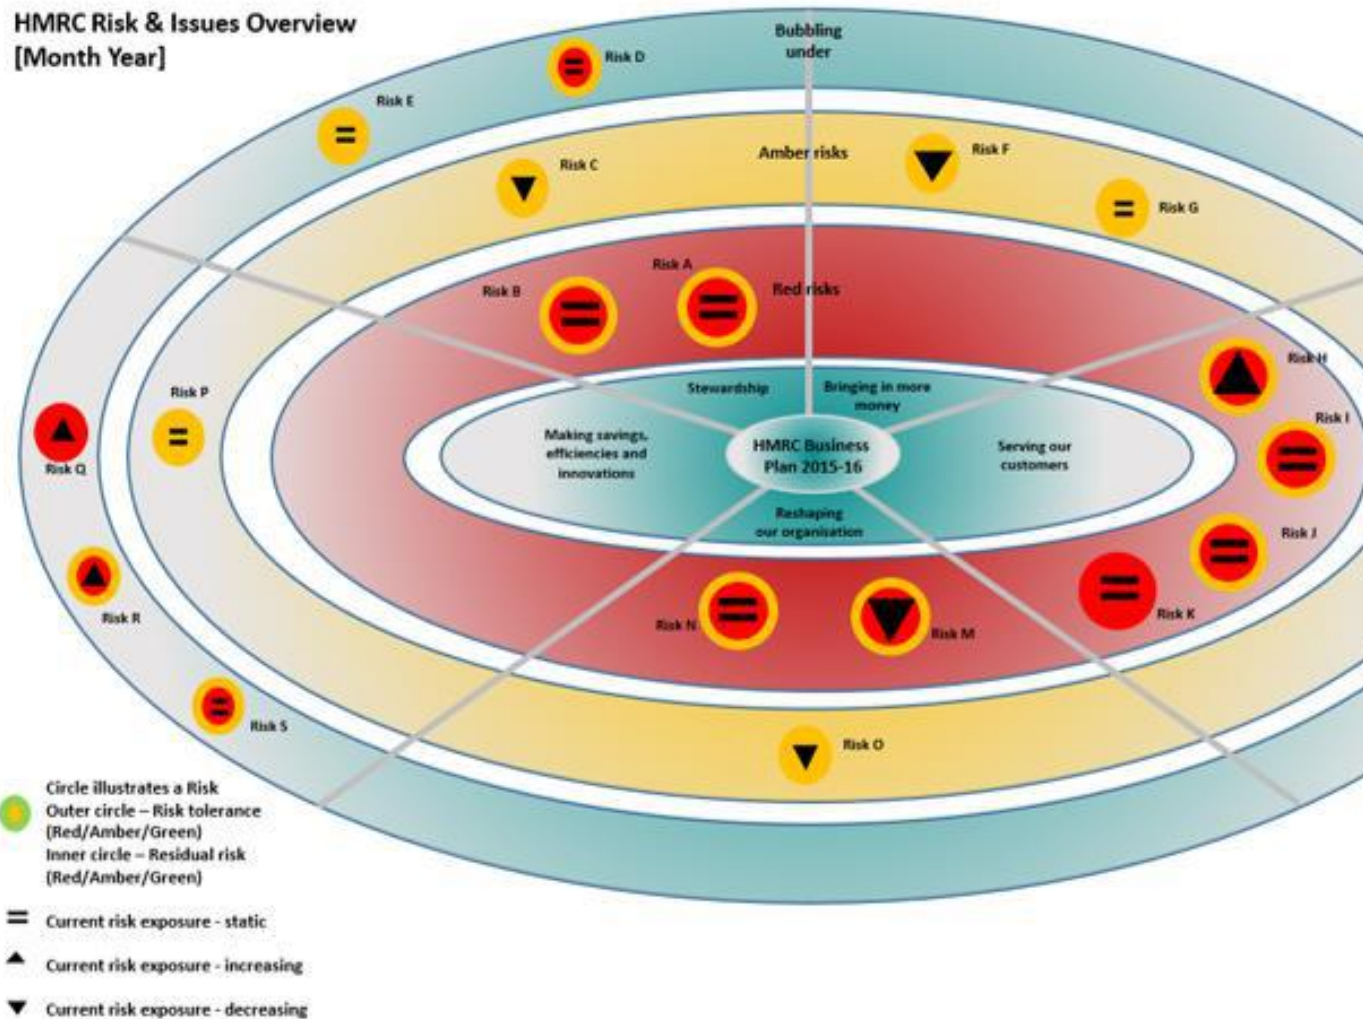 HMRC Risk & Issues Overview
[Month Year]
Bubbling
under
Risk D
Risk E
Amber risks
Risk F
Risk C
Risk G
Risk A
Risk B
Red risks
Risk H
Stewardship
Bringing in more
money
Risk P
Risk I
Making savings,
efficiencies and
innovations
HMRC Business
Plan 2015-16
Serving our
customers
Risk Q
Reshaping
our organisation
Risk J
Risk R
Risk K
Risk N
Risk M
Risk S
Risk O
Circle illustrates a Risk
Outer circle – Risk tolerance
(Red/Amber/Green)
Inner circle – Residual risk
(Red/Amber/Green)
= Current risk exposure - static
▲ Current risk exposure - increasing
▼ Current risk exposure - decreasing